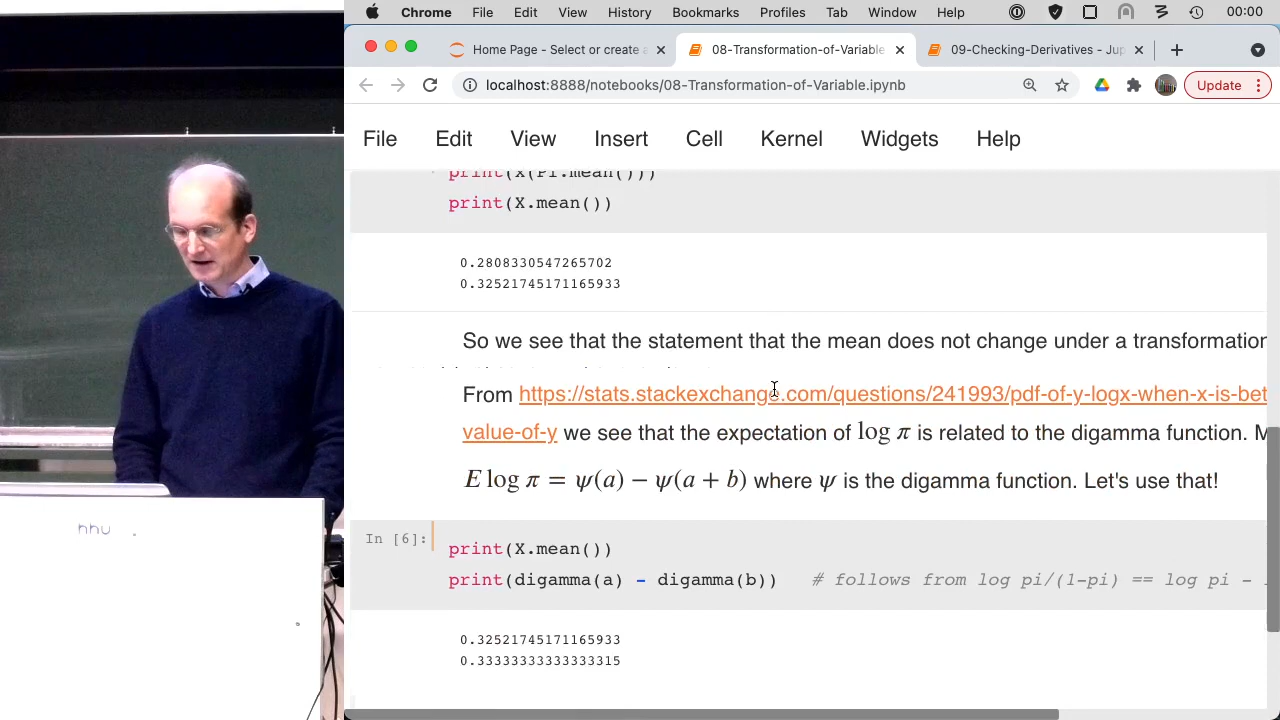 Chrome File Edit View History Bookmarks Profiles Tab Window Help 00:00
Home Page - Select or create a 08-Transformation-of-Variable 09-Checking-Derivatives - Jup
localhost:8888/notebooks/08-Transformation-of-Variable.ipynb Update
File Edit View Insert Cell Kernel Widgets Help
print(x(Pi.mean()))
print(X.mean())
0.2808330547265702
0.32521745171165933
So we see that the statement that the mean does not change under a transformation
From https://stats.stackexchange.com/questions/241993/pdf-of-y-logx-when-x-is-bet
value-of-y we see that the expectation of log π is related to the digamma function. M
E log π = ψ(a) − ψ(a + b) where ψ is the digamma function. Let's use that!
In [6]:
print(X.mean())
print(digamma(a) - digamma(b)) # follows from log pi/(1-pi) == log pi -
0.32521745171165933
0.33333333333333315
hhu